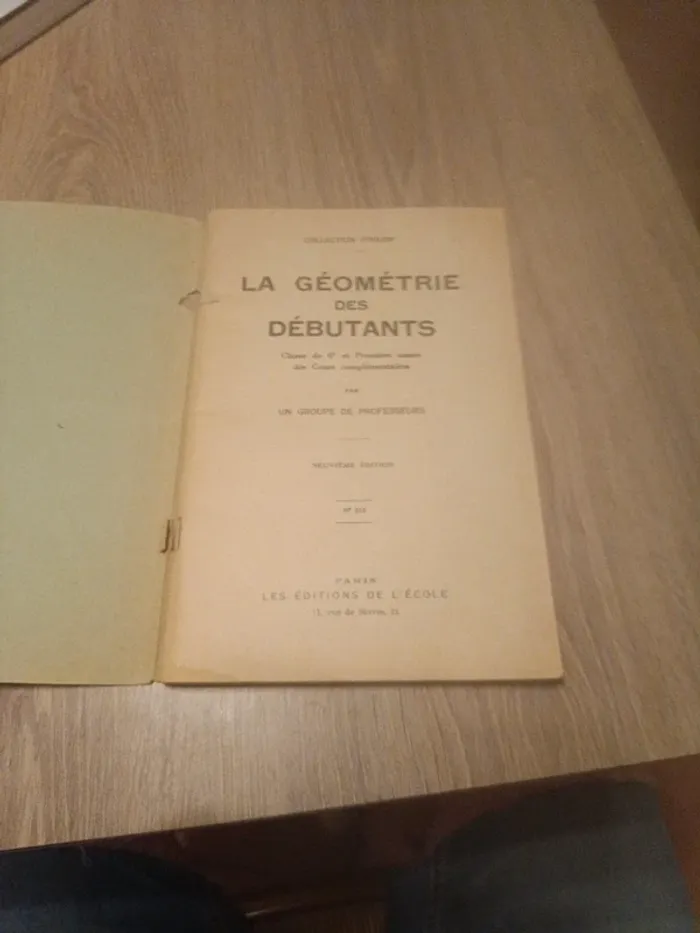 COLLECTION
LA GÉOMÉTRIE
DES
DÉBUTANTS
Classe de 6e et Première année
des Cours complémentaires
PAR
UN GROUPE DE PROFESSEURS
NEUVIÈME ÉDITION
N°
PARIS
LES ÉDITIONS DE L'ÉCOLE
11, rue de Sèvres,